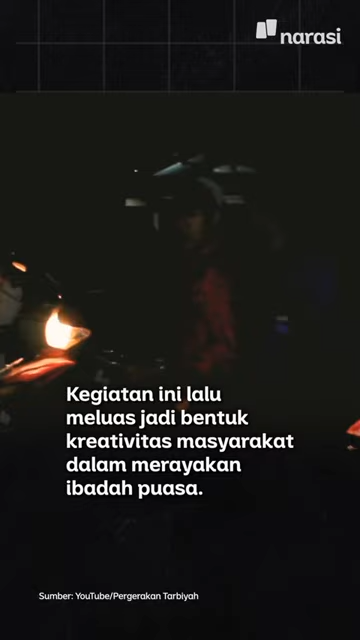 narasi
Kegiatan ini lalu
meluas jadi bentuk
kreativitas masyarakat
dalam merayakan
ibadah puasa.
Sumber: YouTube/Pergerakan Tarbiyah